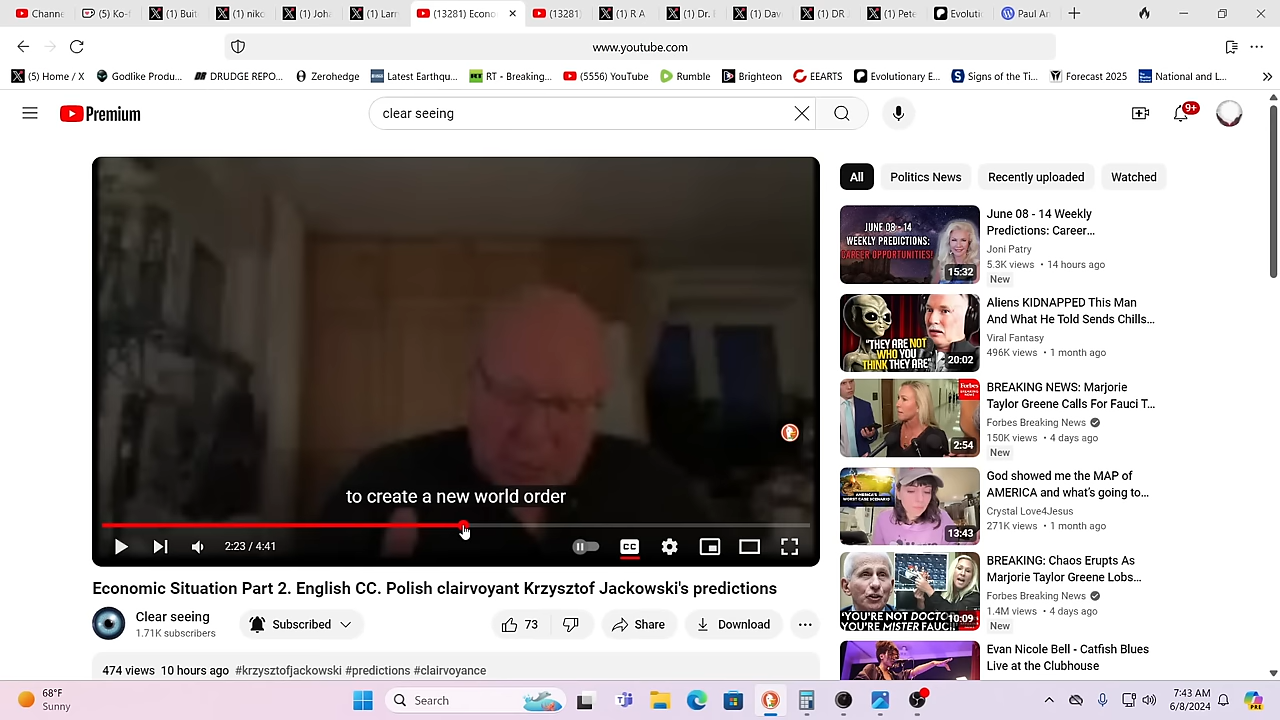 Channe
(5) Ko-f
(1) Buit
(1) niko
(1) Joh
(1) Larr
(13281) Econo
(13281)
(1) R.A
(1) Dr.
(1) Dav
(1) DR
(1) Pete
Evoluti
Paul Ar
www.youtube.com
(5) Home / X
Godlike Produ...
DRUDGE REPO...
Zerohedge
Latest Earthqu...
RT - Breaking...
(5556) YouTube
Rumble
Brighteon
EEARTS
Evolutionary E...
Signs of the Ti...
Forecast 2025
National and L...
Premium
clear seeing
9+
to create a new world order
2:23 / 4:41
CC
Economic Situation Part 2. English CC. Polish clairvoyant Krzysztof Jackowski's predictions
Clear seeing
1.71K subscribers
Subscribed
73
Share
Download
474 views 10 hours ago #krzysztofjackowski #predictions #clairvoyance
All
Politics News
Recently uploaded
Watched
JUNE 08 - 14
WEEKLY PREDICTIONS:
CAREER OPPORTUNITIES!
15:32
June 08 - 14 Weekly
Predictions: Career...
Joni Patry
5.3K views • 14 hours ago
New
"THEY ARE NOT
WHO YOU
THINK THEY ARE"
20:02
Aliens KIDNAPPED This Man
And What He Told Sends Chills...
Viral Fantasy
496K views • 1 month ago
Forbes
BREAKING NEWS
2:54
BREAKING NEWS: Marjorie
Taylor Greene Calls For Fauci T...
Forbes Breaking News
150K views • 4 days ago
New
AMERICA'S
WORST CASE SCENARIO
13:43
God showed me the MAP of
AMERICA and what's going to...
Crystal Love4Jesus
271K views • 1 month ago
'YOU'RE NOT DOCTO
YOU'RE MISTER FAUCI
10:09
BREAKING: Chaos Erupts As
Marjorie Taylor Greene Lobs...
Forbes Breaking News
1.4M views • 4 days ago
New
Evan Nicole Bell - Catfish Blues
Live at the Clubhouse
68°F
Sunny
Search
7:43 AM
6/8/2024
PRE